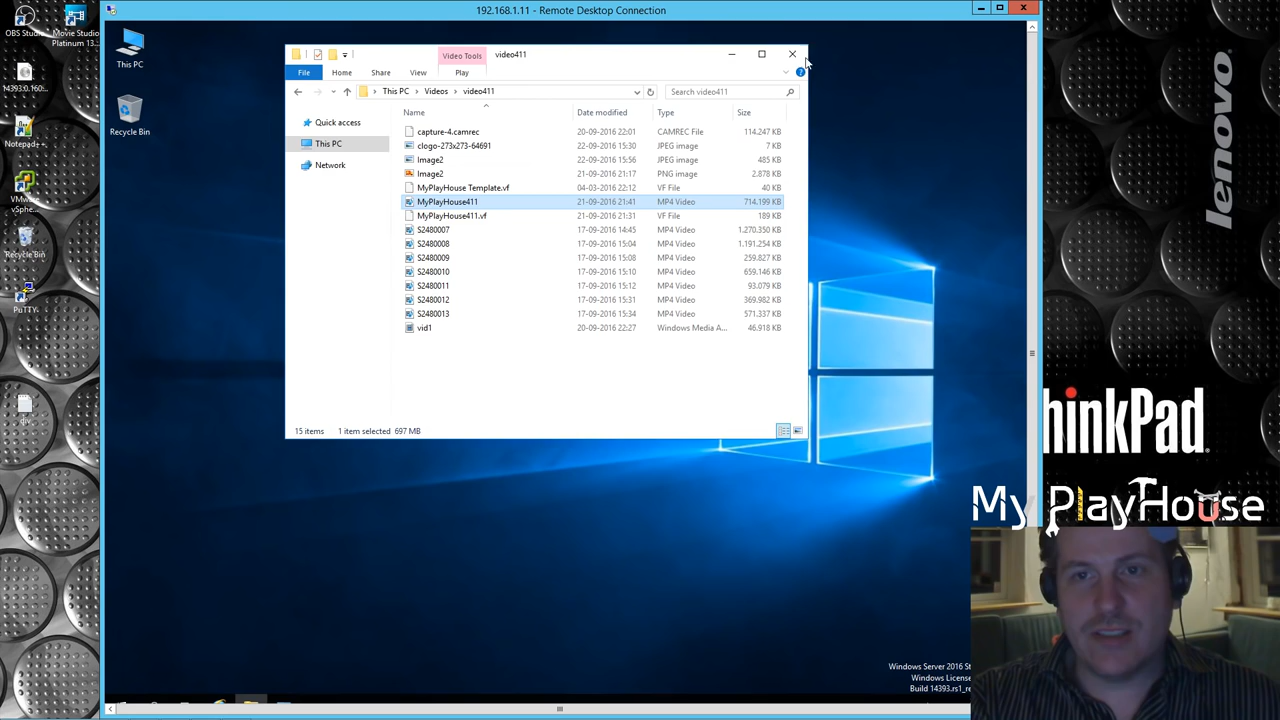 192.168.1.11 - Remote Desktop Connection
OBS Studio
Movie Studio
Platinum 13...
14393.0.160...
Notepad++
VMware
vSphe...
Recycle Bin
PuTTY
div
This PC
Recycle Bin
Video Tools
video411
File
Home
Share
View
Play
This PC
Videos
video411
Search video411
Name
Date modified
Type
Size
Quick access
This PC
Network
capture-4.camrec 20-09-2016 22:01 CAMREC File 114.247 KB
clogo-273x273-64691 22-09-2016 15:30 JPEG image 7 KB
Image2 22-09-2016 15:56 JPEG image 485 KB
Image2 21-09-2016 21:17 PNG image 2.878 KB
MyPlayHouse Template.vf 04-03-2016 22:12 VF File 40 KB
MyPlayHouse411 21-09-2016 21:41 MP4 Video 714.199 KB
MyPlayHouse411.vf 21-09-2016 21:31 VF File 189 KB
S2480007 17-09-2016 14:45 MP4 Video 1.270.350 KB
S2480008 17-09-2016 15:04 MP4 Video 1.191.254 KB
S2480009 17-09-2016 15:08 MP4 Video 259.827 KB
S2480010 17-09-2016 15:10 MP4 Video 659.146 KB
S2480011 17-09-2016 15:12 MP4 Video 93.079 KB
S2480012 17-09-2016 15:31 MP4 Video 369.982 KB
S2480013 17-09-2016 15:34 MP4 Video 571.337 KB
vid1 20-09-2016 22:27 Windows Media A... 46.918 KB
15 items
1 item selected 697 MB
lenovo
hinkPad
My PlayHouse
Windows Server 2016 St
Windows License
Build 14393.rs1_re